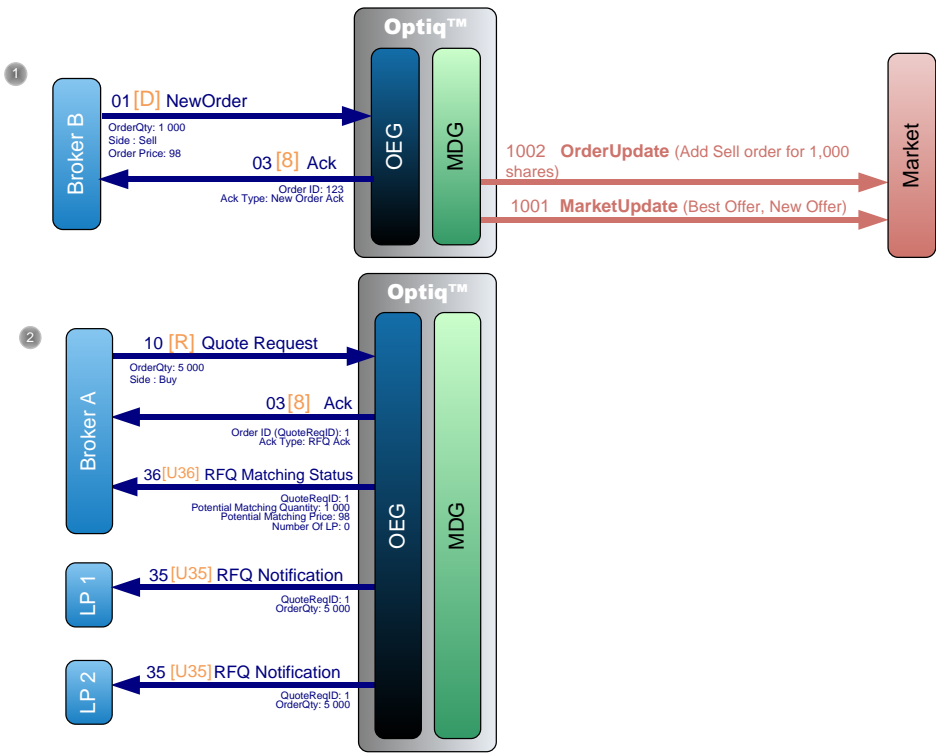 Optiq™
1
Broker B
01 [D] NewOrder
OrderQty: 1 000
Side : Sell
Order Price: 98
03 [8] Ack
Order ID: 123
Ack Type: New Order Ack
OEG
MDG
1002 OrderUpdate (Add Sell order for 1,000
shares)
1001 MarketUpdate (Best Offer, New Offer)
Market
Optiq™
2
Broker A
10 [R] Quote Request
OrderQty: 5 000
Side : Buy
03 [8] Ack
Order ID (QuoteReqID): 1
Ack Type: RFQ Ack
36 [U36] RFQ Matching Status
QuoteReqID: 1
Potential Matching Quantity: 1 000
Potential Matching Price: 98
Number Of LP: 0
OEG
MDG
LP 1
35 [U35] RFQ Notification
QuoteReqID: 1
OrderQty: 5 000
LP 2
35 [U35] RFQ Notification
QuoteReqID: 1
OrderQty: 5 000